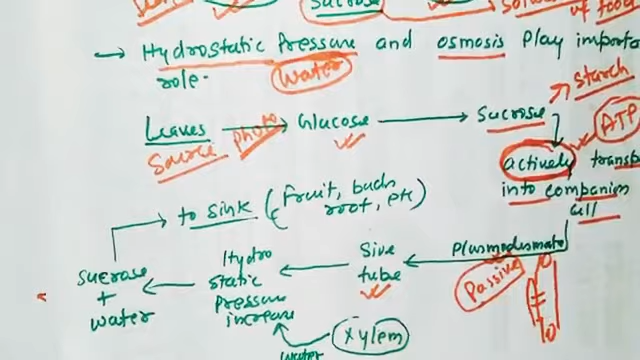 Sucrose
of food
→ Hydrostatic Pressure and osmosis Play importa
role. (Water)
starch
Leaves → Glucose → Sucrose
Source photo
ATP
actively transp
into companion
cell
to sink (Fruit, buds
root, etc)
Plasmodesmata
Passive
Sive
tube
Hydro
static
pressure
increase
sucrose
+
water
Xylem
water